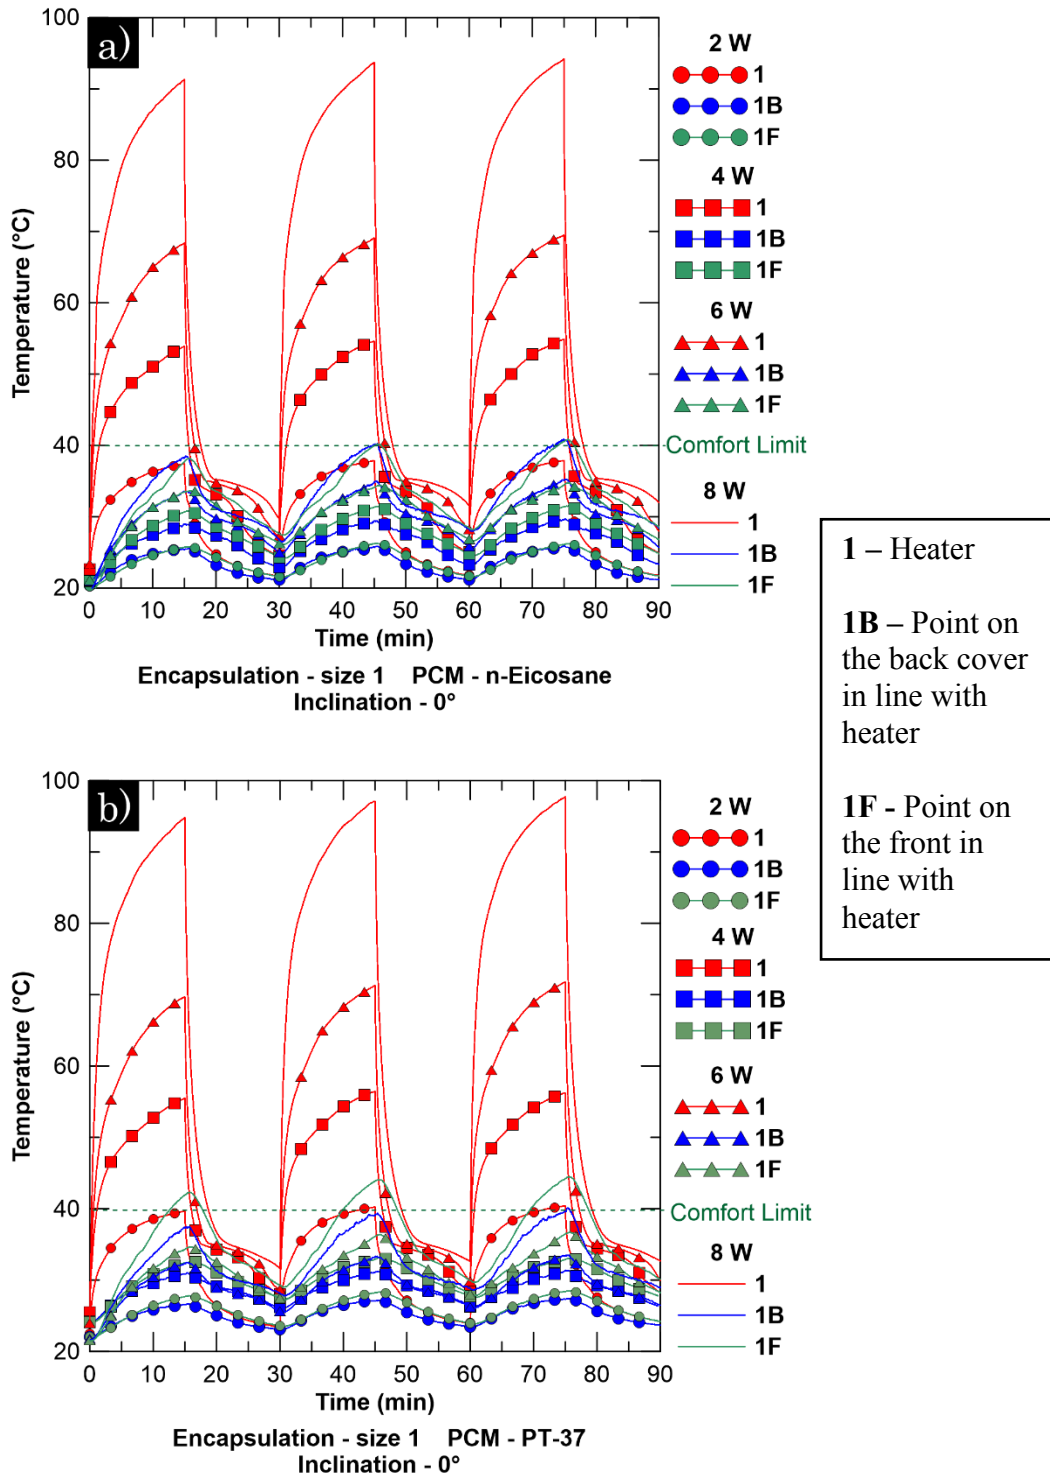 a)
100
80
60
40
20
Temperature (°C)
0 10 20 30 40 50 60 70 80 90
Time (min)
Encapsulation - size 1 PCM - n-Eicosane
Inclination - 0°
2 W
1
1B
1F
4 W
1
1B
1F
6 W
1
1B
1F
Comfort Limit
8 W
1
1B
1F
1 – Heater
1B – Point on
the back cover
in line with
heater
1F - Point on
the front in
line with
heater
b)
100
80
60
40
20
Temperature (°C)
0 10 20 30 40 50 60 70 80 90
Time (min)
Encapsulation - size 1 PCM - PT-37
Inclination - 0°
2 W
1
1B
1F
4 W
1
1B
1F
6 W
1
1B
1F
Comfort Limit
8 W
1
1B
1F